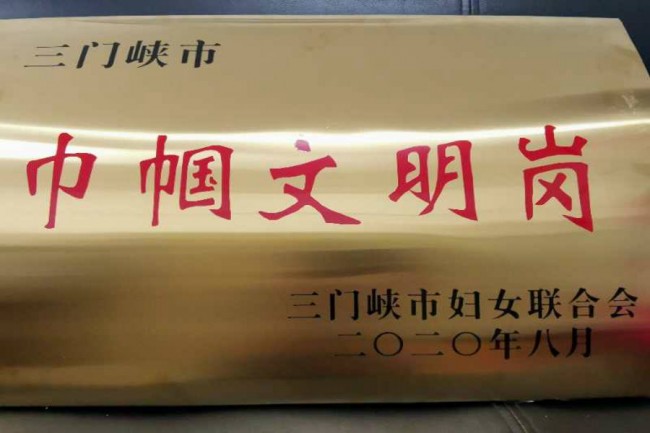 三门峡市
巾帼文明岗
三门峡市妇女联合会
二〇二〇年八月